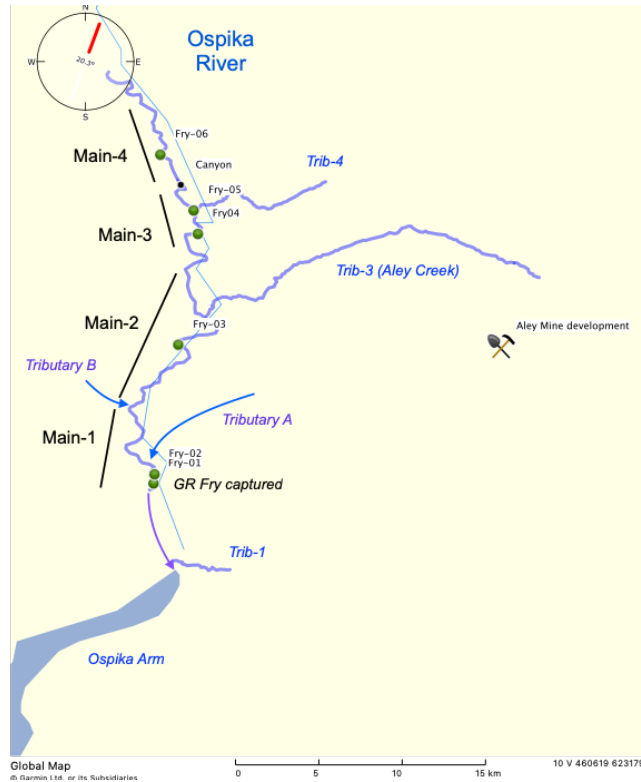 N
Ospika
River
W
20.3°
E
S
Fry-06
Main-4
Canyon
Trib-4
Fry-05
Fry04
Main-3
Trib-3 (Aley Creek)
Main-2
Fry-03
Aley Mine development
Tributary B
Tributary A
Main-1
Fry-02
Fry-01
GR Fry captured
Trib-1
Ospika Arm
Global Map
© Garmin Ltd. or its Subsidiaries
0
5
10
15 km
10 V 460619 623179